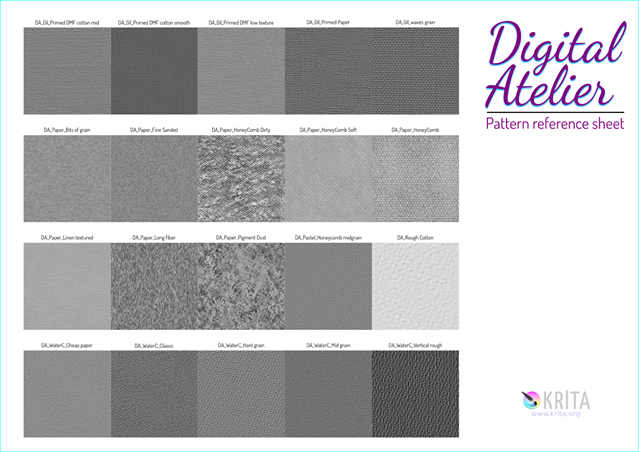 DA_Oil_Primed DMF cotton mid
DA_Oil_Primed DMF cotton smooth
DA_Oil_Primed DMF low texture
DA_Oil_Primed Paper
DA_Oil_waves grain
Digital
Atelier
Pattern reference sheet
DA_Paper_Bits of grain
DA_Paper_Fine Sanded
DA_Paper_HoneyComb Dirty
DA_Paper_HoneyComb Soft
DA_Paper_HoneyComb
DA_Paper_Linen textured
DA_Paper_Long fiber
DA_Paper_Pigment Dust
DA_Pastel_Honeycomb midgrain
DA_Rough Cotton
DA_WaterC_Cheap paper
DA_WaterC_Classic
DA_WaterC_Hard grain
DA_WaterC_Mid grain
DA_WaterC_Vertical rough
KRITA
www.krita.org